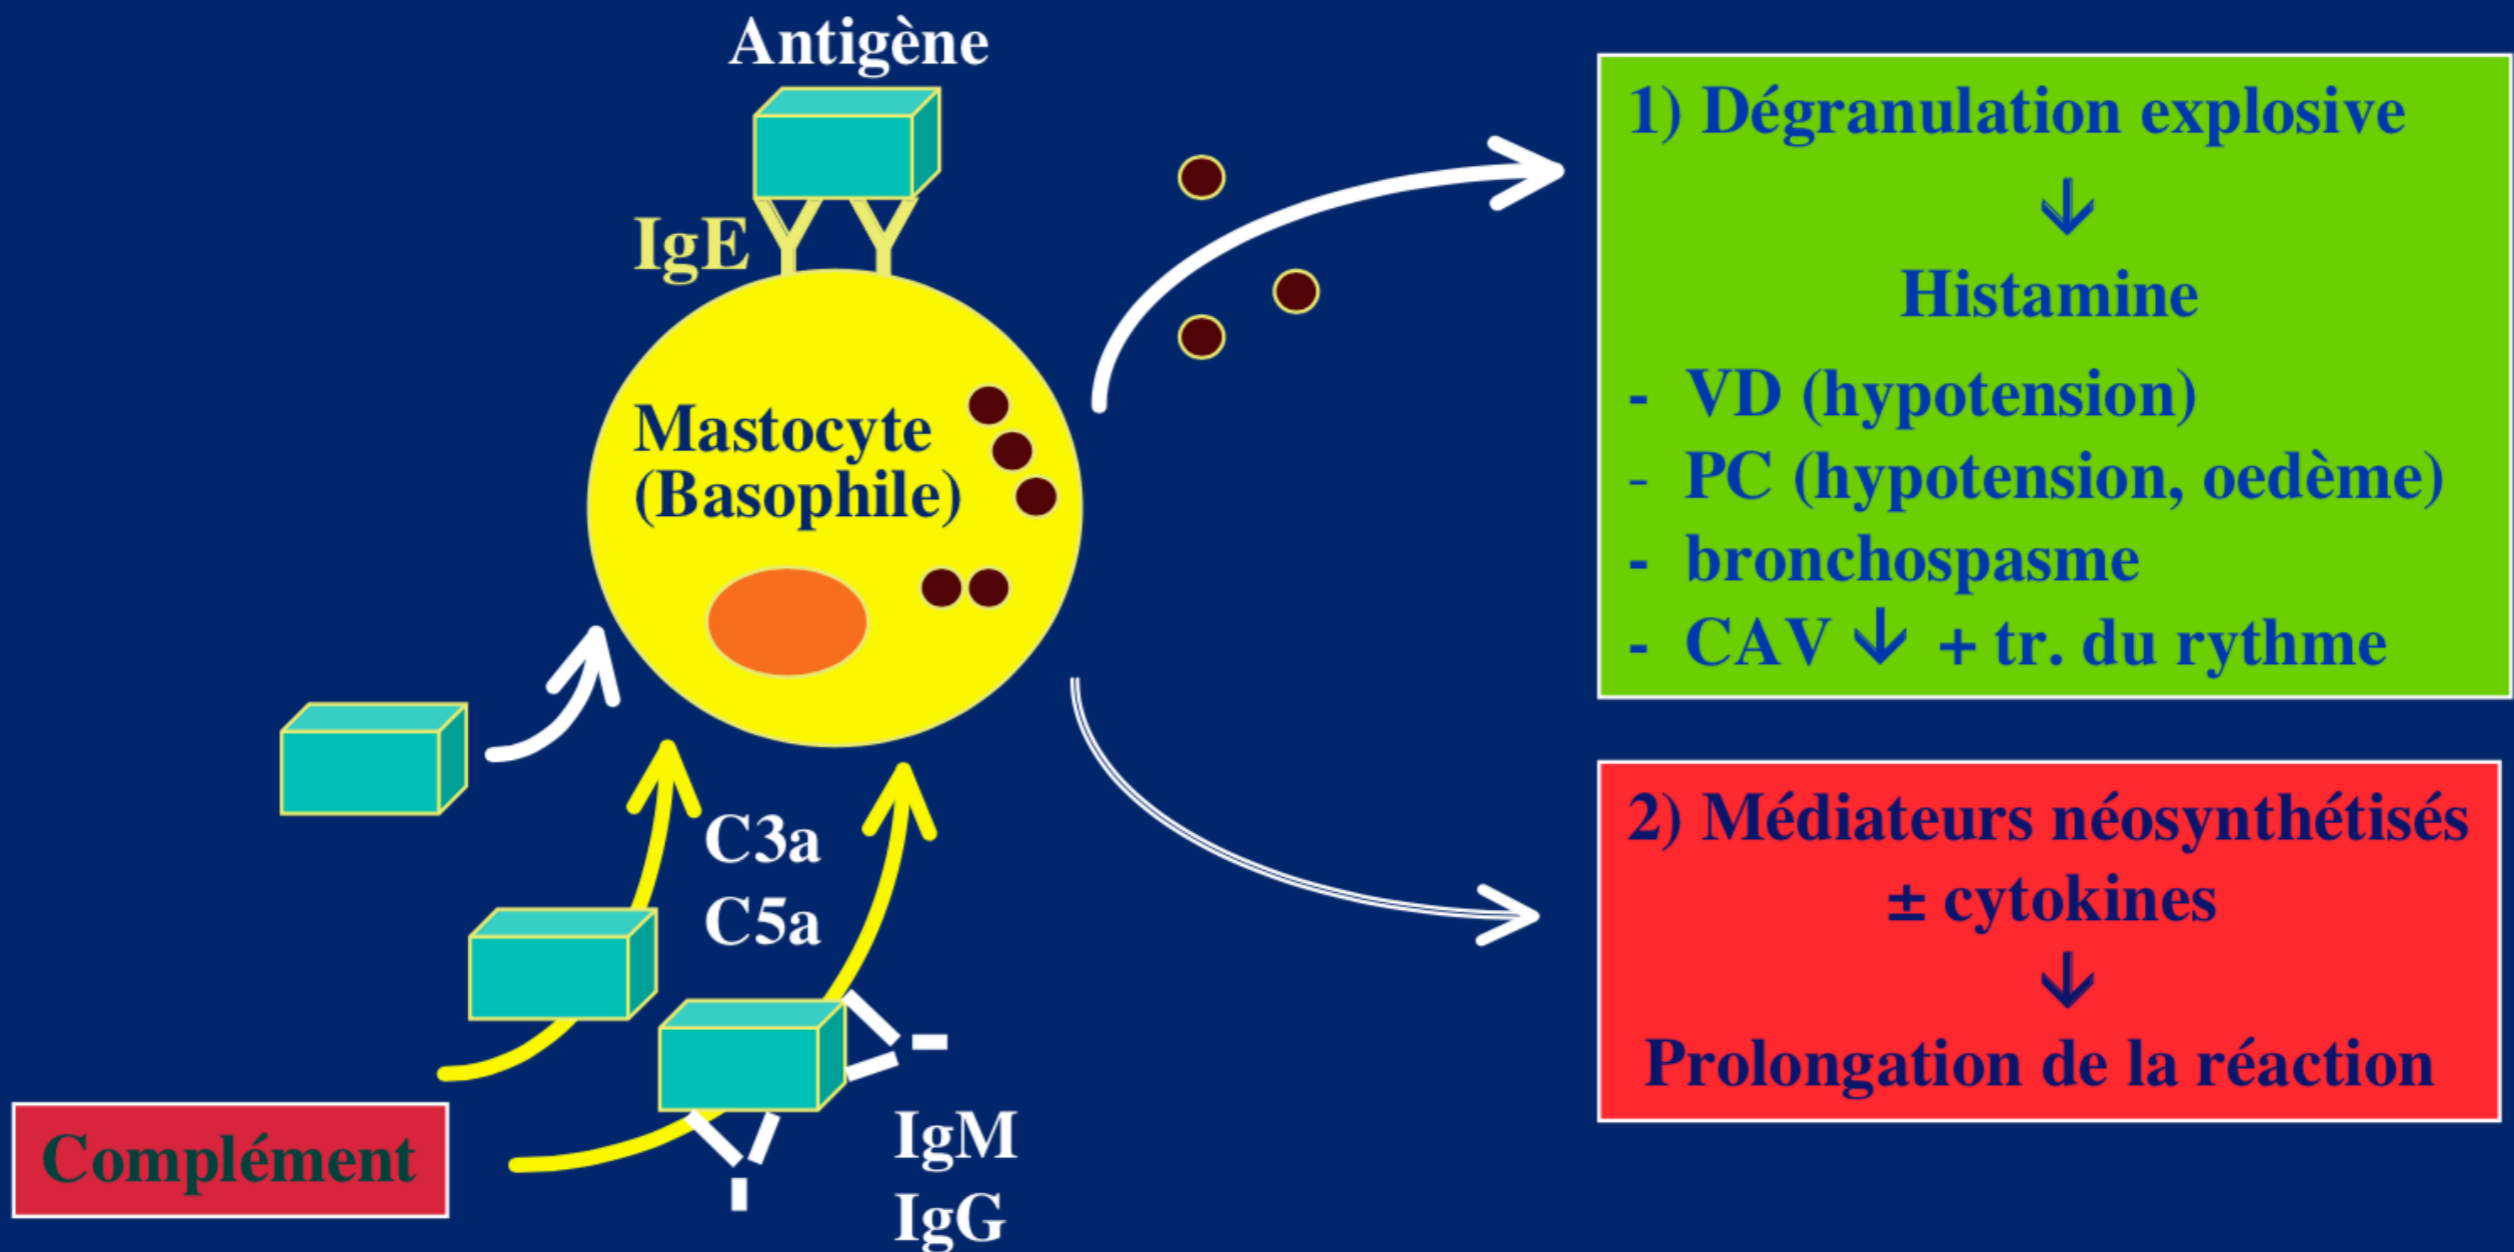 Antigène
IgE
Mastocyte
(Basophile)
C3a
C5a
Complément
IgM
IgG
1) Dégranulation explosive
↓
Histamine
- VD (hypotension)
- PC (hypotension, oedème)
- bronchospasme
- CAV ↓ + tr. du rythme
2) Médiateurs néosynthétisés
± cytokines
↓
Prolongation de la réaction